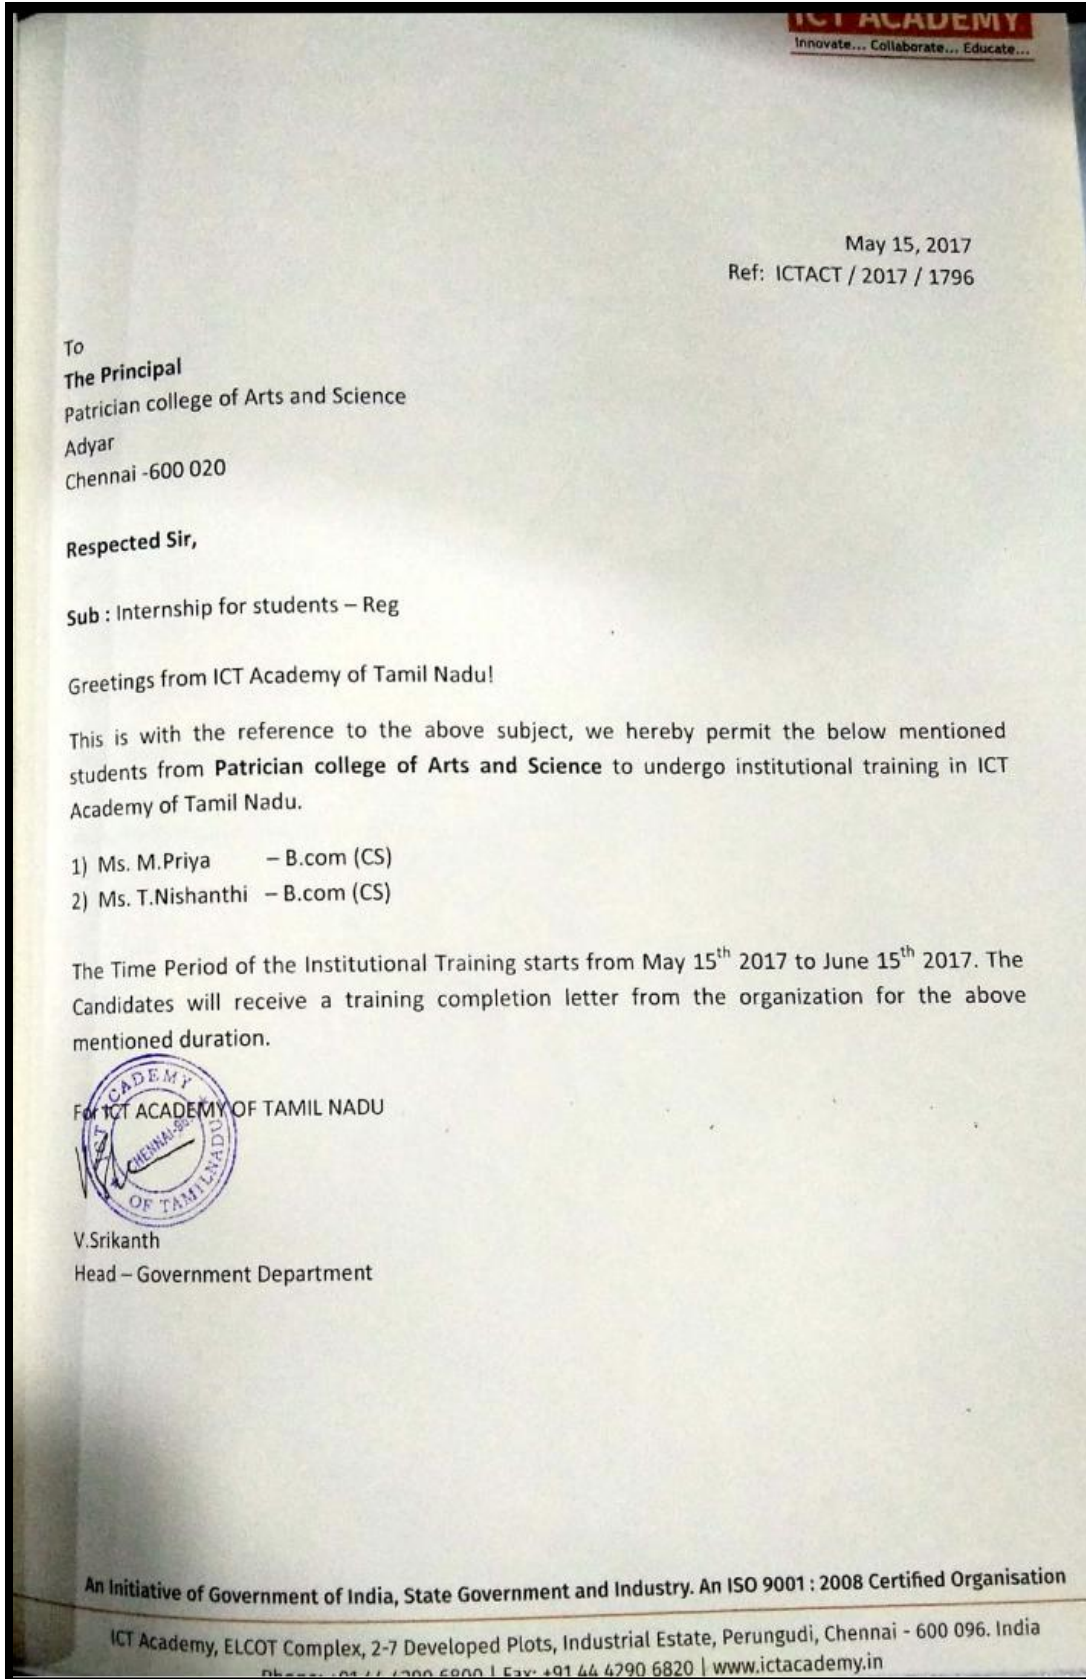 ICT ACADEMY
Innovate... Collaborate... Educate...
May 15, 2017
Ref: ICTACT / 2017 / 1796
To
The Principal
Patrician college of Arts and Science
Adyar
Chennai -600 020
Respected Sir,
Sub : Internship for students – Reg
Greetings from ICT Academy of Tamil Nadu!
This is with the reference to the above subject, we hereby permit the below mentioned
students from Patrician college of Arts and Science to undergo institutional training in ICT
Academy of Tamil Nadu.
1) Ms. M.Priya – B.com (CS)
2) Ms. T.Nishanthi – B.com (CS)
The Time Period of the Institutional Training starts from May 15th 2017 to June 15th 2017. The
Candidates will receive a training completion letter from the organization for the above
mentioned duration.
For ICT ACADEMY OF TAMIL NADU
ICT ACADEMY
OF TAMILNADU
V.Srikanth
Head – Government Department
An Initiative of Government of India, State Government and Industry. An ISO 9001 : 2008 Certified Organisation
ICT Academy, ELCOT Complex, 2-7 Developed Plots, Industrial Estate, Perungudi, Chennai - 600 096. India
+91 44 4290 6820 | www.ictacademy.in